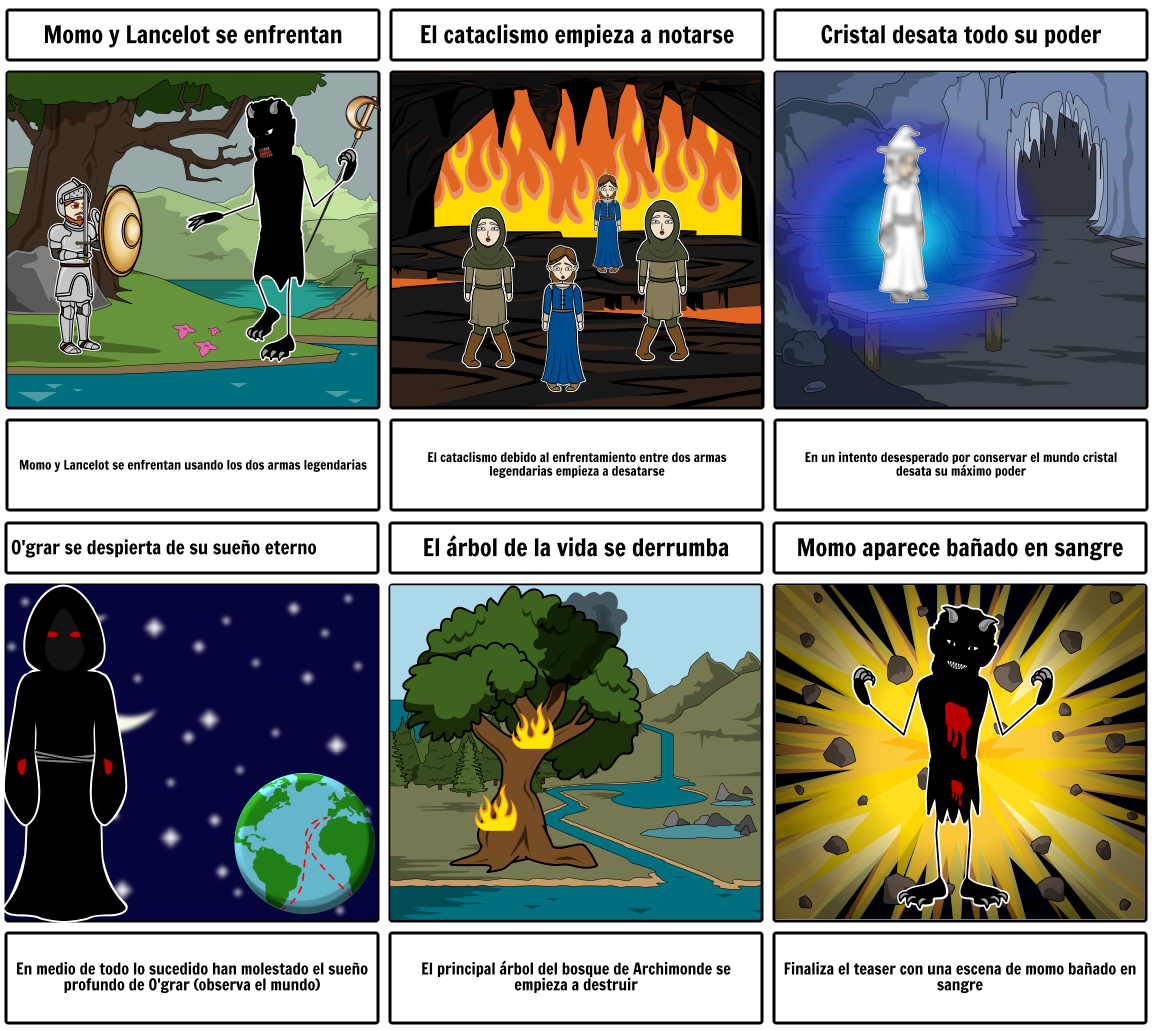 Momo y Lancelot se enfrentan
El cataclismo empieza a notarse
Cristal desata todo su poder
Momo y Lancelot se enfrentan usando los dos armas legendarias
El cataclismo debido al enfrentamiento entre dos armas
legendarias empieza a desatarse
En un intento desesperado por conservar el mundo cristal
desata su máximo poder
O'grar se despierta de su sueño eterno
El árbol de la vida se derrumba
Momo aparece bañado en sangre
En medio de todo lo sucedido han molestado el sueño
profundo de O'grar (observa el mundo)
El principal árbol del bosque de Archimonde se
empieza a destruir
Finaliza el teaser con una escena de momo bañado en
sangre